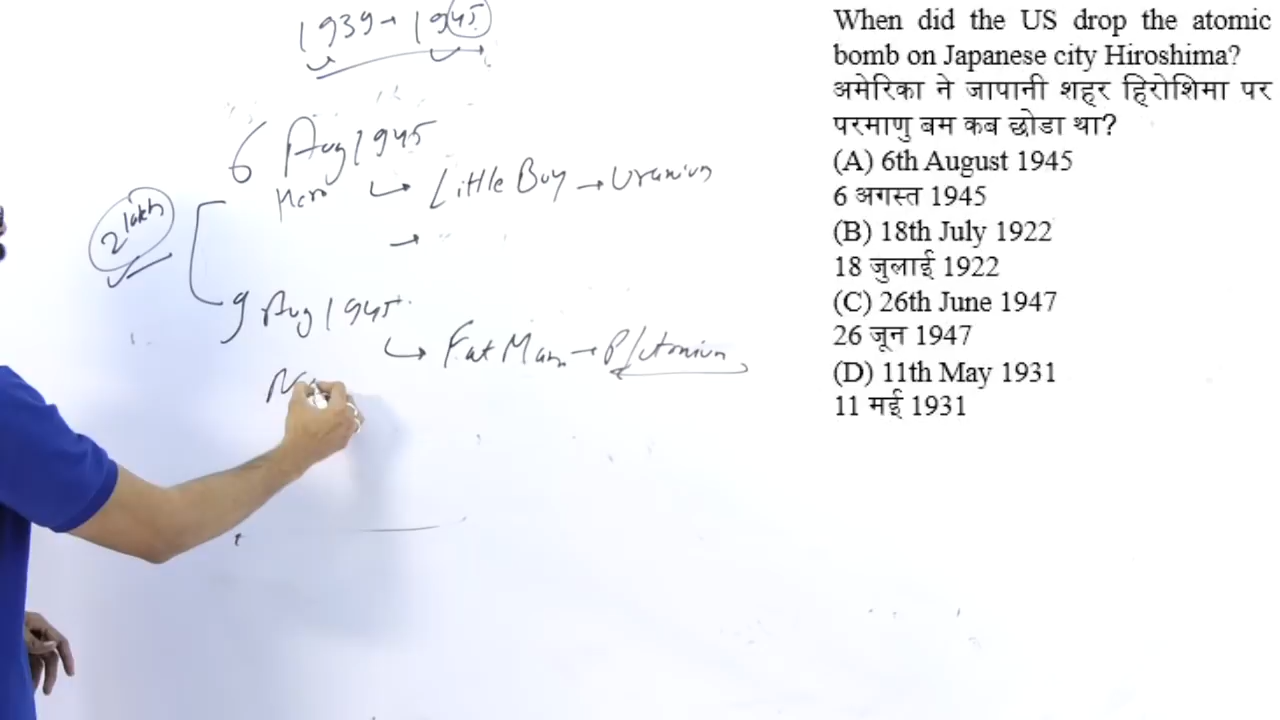 1939 - 1945
6 Aug 1945
Little Boy → Uranium
2 lakh
9 Aug 1945
Fat Man → Plutonium
When did the US drop the atomic
bomb on Japanese city Hiroshima?
अमेरिका ने जापानी शहर हिरोशिमा पर
परमाणु बम कब छोडा था?
(A) 6th August 1945
6 अगस्त 1945
(B) 18th July 1922
18 जुलाई 1922
(C) 26th June 1947
26 जून 1947
(D) 11th May 1931
11 मई 1931